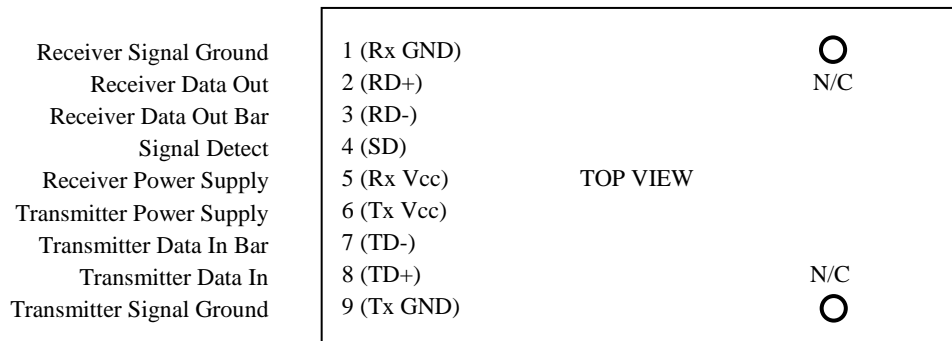 Receiver Signal Ground 1 (Rx GND)
Receiver Data Out 2 (RD+) N/C
Receiver Data Out Bar 3 (RD-)
Signal Detect 4 (SD)
Receiver Power Supply 5 (Rx Vcc) TOP VIEW
Transmitter Power Supply 6 (Tx Vcc)
Transmitter Data In Bar 7 (TD-)
Transmitter Data In 8 (TD+) N/C
Transmitter Signal Ground 9 (Tx GND)